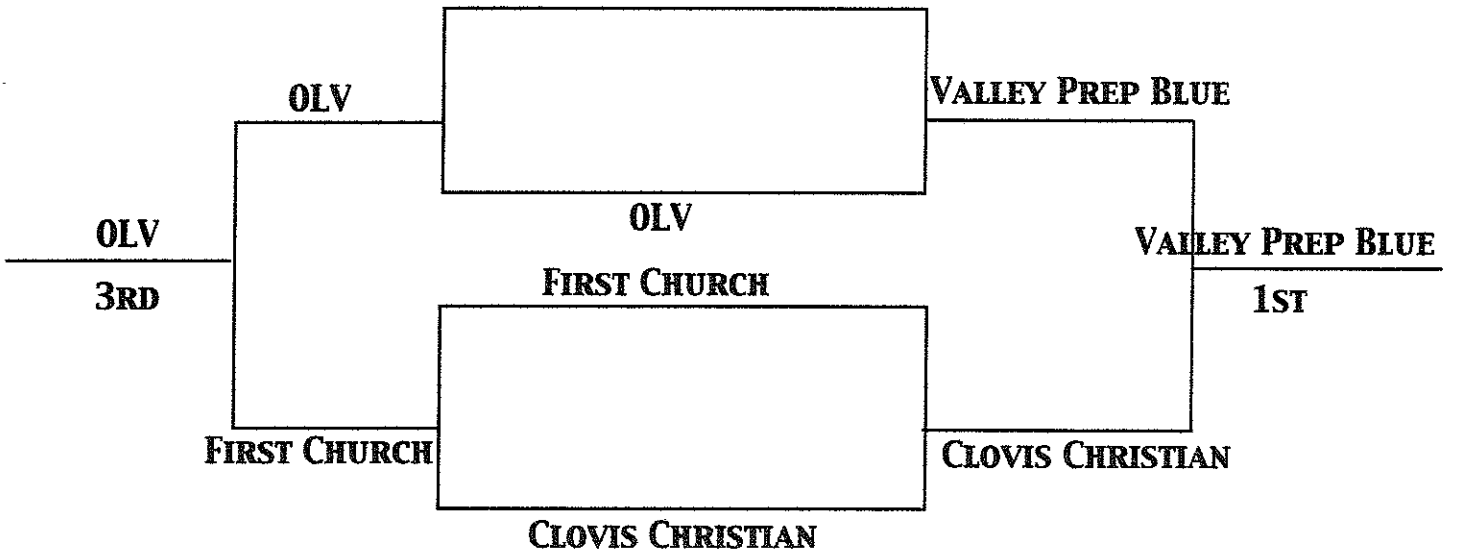 OLV
VALLEY PREP BLUE
OLV
OLV
VALLEY PREP BLUE
3RD
FIRST CHURCH
1ST
FIRST CHURCH
CLOVIS CHRISTIAN
CLOVIS CHRISTIAN